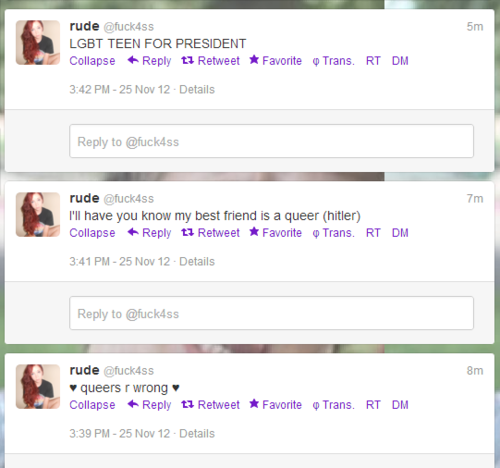 rude @fuck4ss 5m
LGBT TEEN FOR PRESIDENT
Collapse Reply Retweet Favorite φ Trans. RT DM
3:42 PM - 25 Nov 12 · Details
Reply to @fuck4ss
rude @fuck4ss 7m
I'll have you know my best friend is a queer (hitler)
Collapse Reply Retweet Favorite φ Trans. RT DM
3:41 PM - 25 Nov 12 · Details
Reply to @fuck4ss
rude @fuck4ss 8m
♥ queers r wrong ♥
Collapse Reply Retweet Favorite φ Trans. RT DM
3:39 PM - 25 Nov 12 · Details